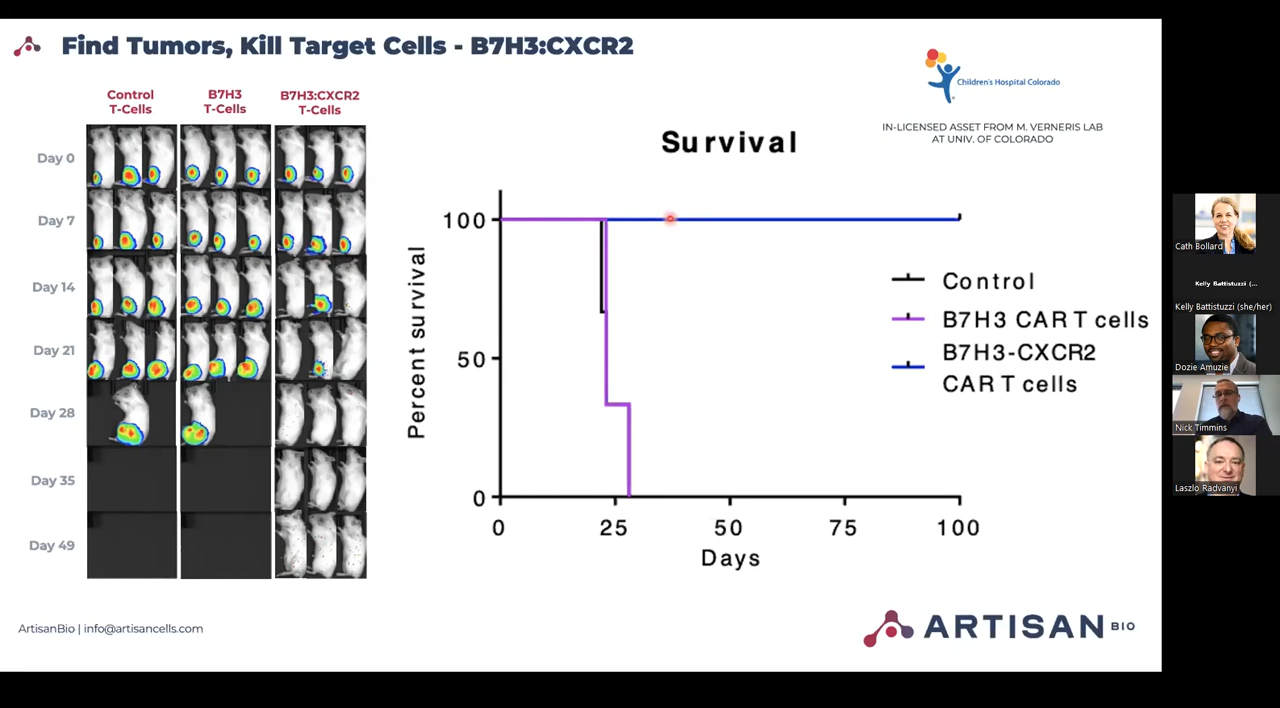 Find Tumors, Kill Target Cells - B7H3:CXCR2
Children's Hospital Colorado
IN-LICENSED ASSET FROM M. VERNERIS LAB
AT UNIV. OF COLORADO
Control
T-Cells
B7H3
T-Cells
B7H3:CXCR2
T-Cells
Day 0
Day 7
Day 14
Day 21
Day 28
Day 35
Day 49
Survival
Percent survival
100
50
0
0 25 50 75 100
Days
Control
B7H3 CAR T cells
B7H3-CXCR2
CAR T cells
ArtisanBio | info@artisancells.com
ARTISAN BIO
Cath Bollard
Kelly Battistuzzi (...
Kelly Battistuzzi (she/her)
Dozie Amuzie
Nick Timmins
Laszlo Radvanyi